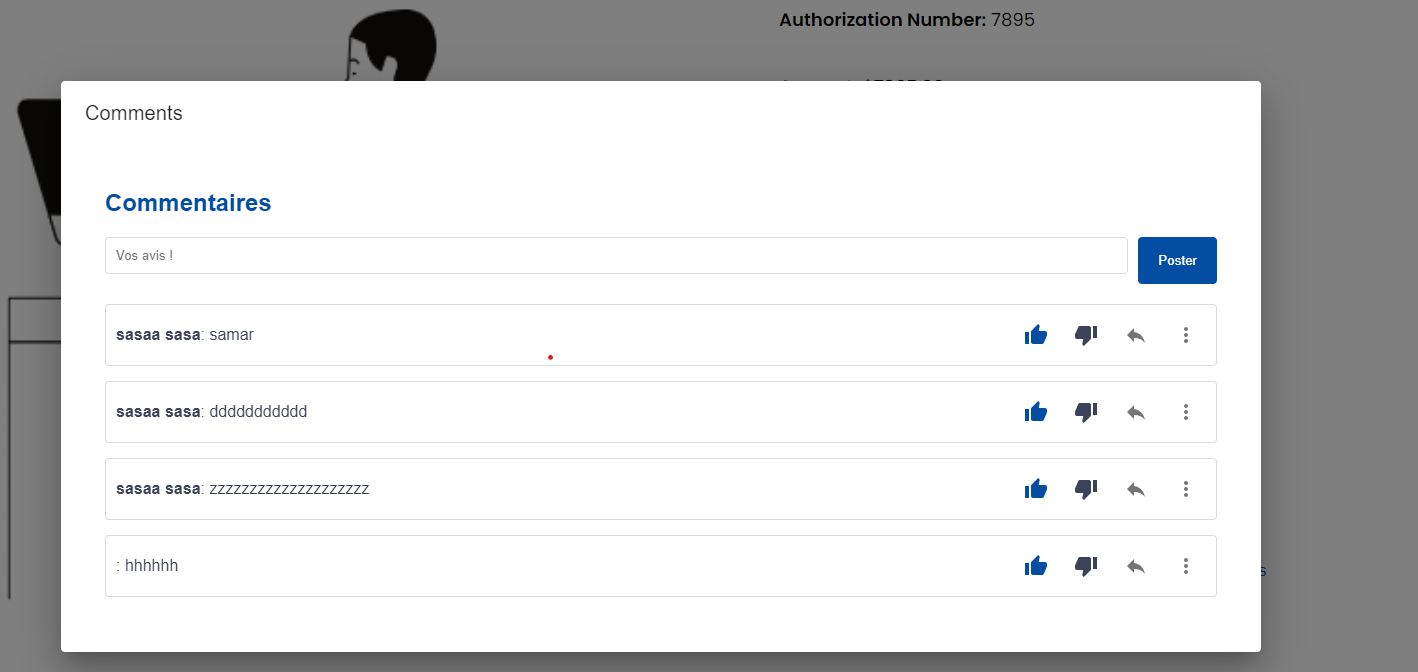 Authorization Number: 7895
Comments
Commentaires
Vos avis !
Poster
sasaa sasa: samar
sasaa sasa: ddddddddddd
sasaa sasa: zzzzzzzzzzzzzzzzzzzz
: hhhhhh
s